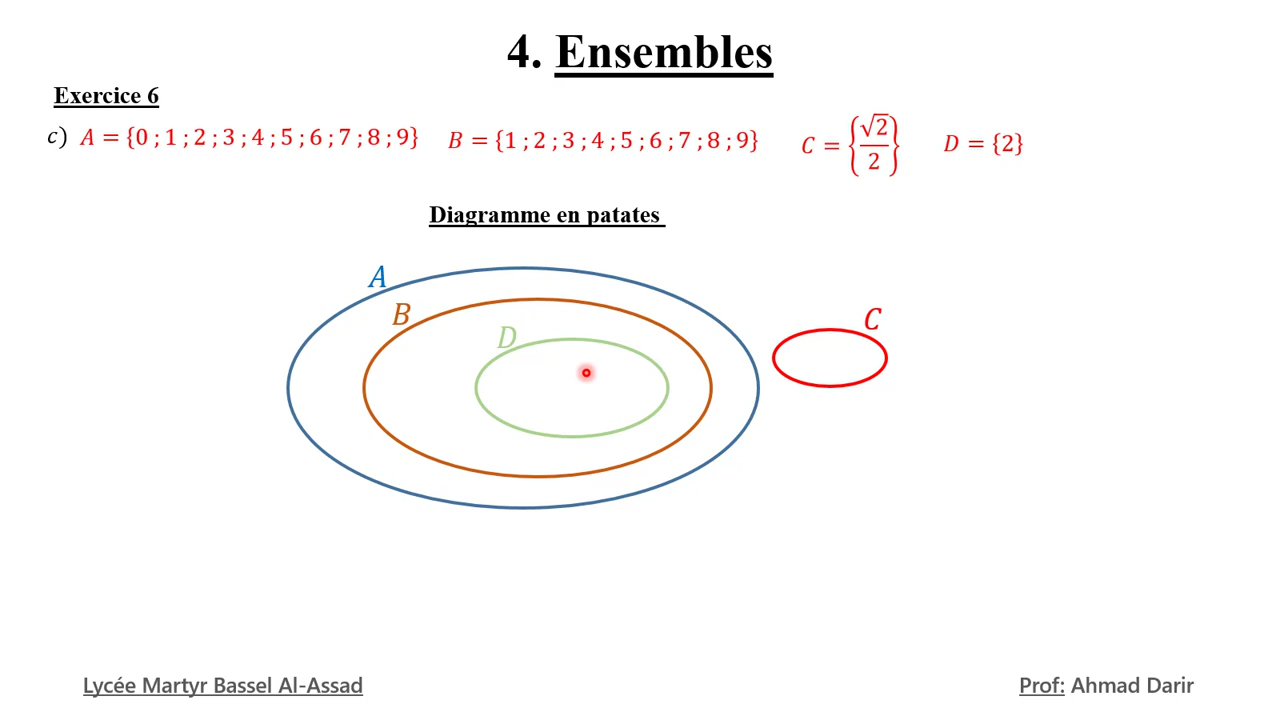 4. Ensembles
Exercice 6
c) A = {0 ; 1 ; 2 ; 3 ; 4 ; 5 ; 6 ; 7 ; 8 ; 9} B = {1 ; 2 ; 3 ; 4 ; 5 ; 6 ; 7 ; 8 ; 9} C = {√2/2} D = {2}
Diagramme en patates
A
B
D
C
Lycée Martyr Bassel Al-Assad
Prof: Ahmad Darir